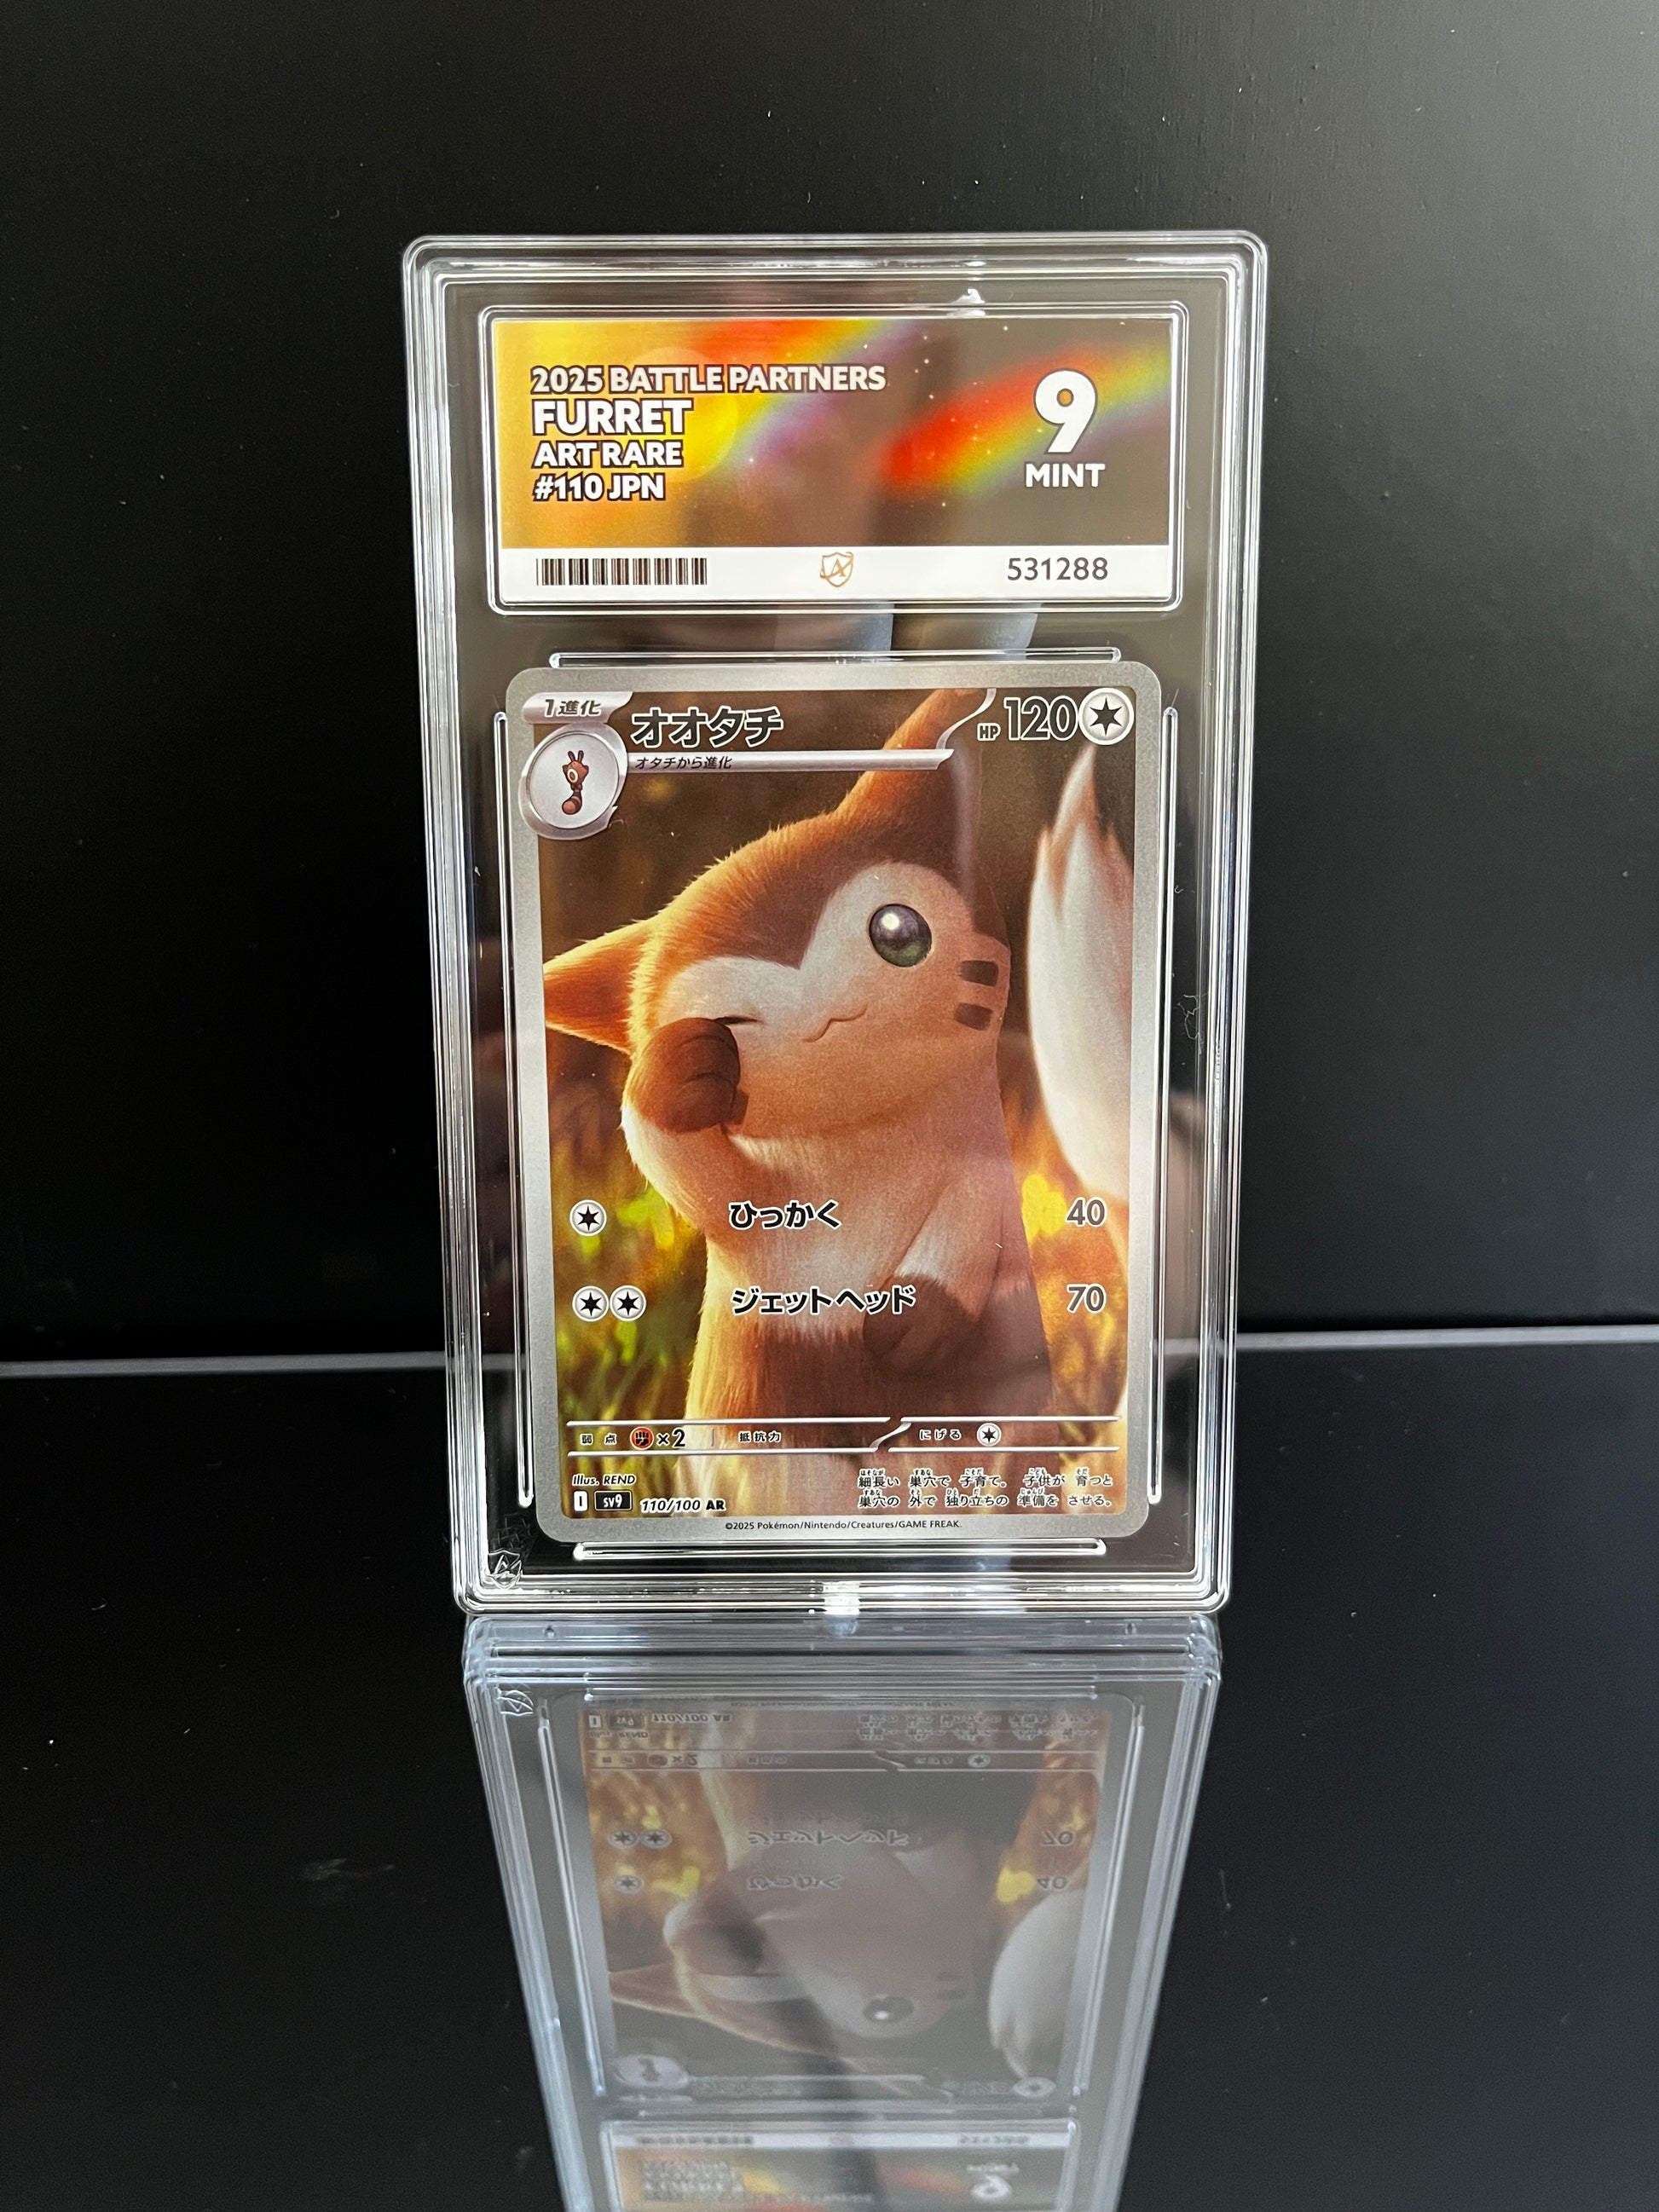 2025 BATTLE PARTNERS
FURRET
ART RARE
#110 JPN
9
MINT
531288
1進化
オオタチ
HP 120
オタチから進化
ひっかく 40
ジェットヘッド 70
弱点 ×2 抵抗力 にげる
Illus. REND
細長い 巣穴で 子育て。 子供が 育つと
巣穴の 外で 独り立ちの 準備を させる。
I sv9 110/100 AR
©2025 Pokémon/Nintendo/Creatures/GAME FREAK.